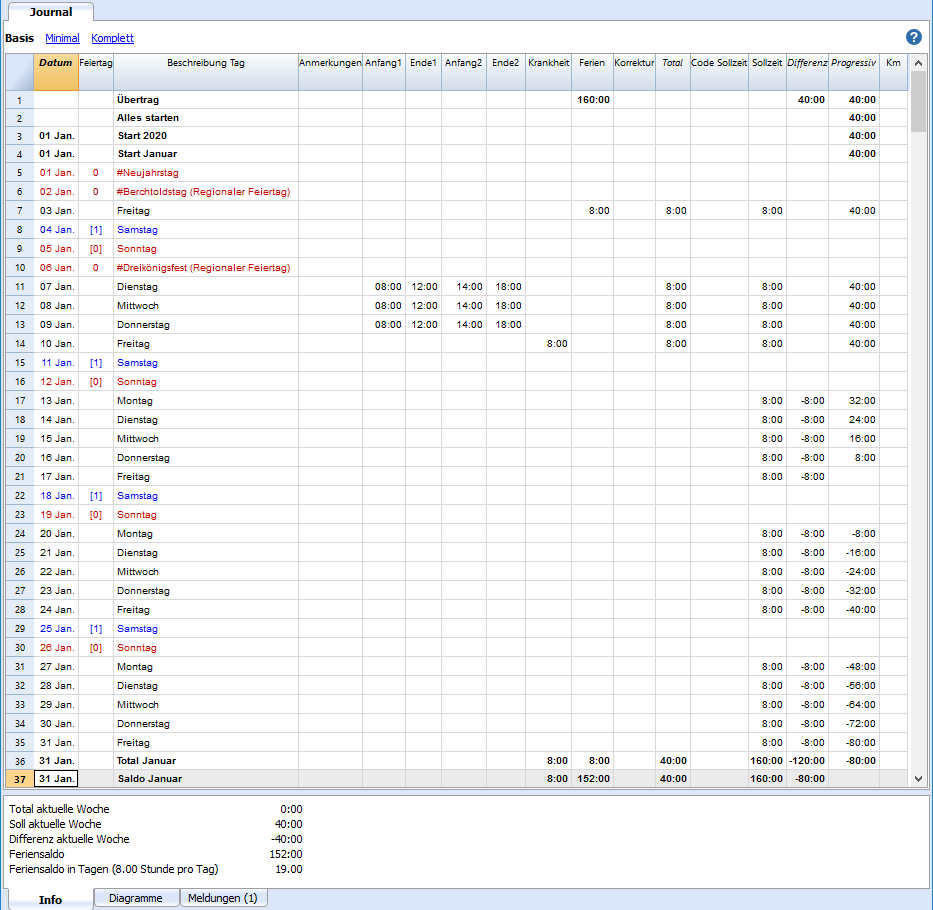 Journal
Basis Minimal Komplett ?
Datum Feiertag Beschreibung Tag Anmerkungen Anfang1 Ende1 Anfang2 Ende2 Krankheit Ferien Korrektur Total Code Sollzeit Sollzeit Differenz Progressiv Km
1 Übertrag 160:00 40:00 40:00
2 Alles starten 40:00
3 01 Jan. Start 2020 40:00
4 01 Jan. Start Januar 40:00
5 01 Jan. 0 #Neujahrstag
6 02 Jan. 0 #Berchtoldstag (Regionaler Feiertag)
7 03 Jan. Freitag 8:00 8:00 8:00 40:00
8 04 Jan. [1] Samstag
9 05 Jan. [0] Sonntag
10 06 Jan. 0 #Dreikönigsfest (Regionaler Feiertag)
11 07 Jan. Dienstag 08:00 12:00 14:00 18:00 8:00 8:00 40:00
12 08 Jan. Mittwoch 08:00 12:00 14:00 18:00 8:00 8:00 40:00
13 09 Jan. Donnerstag 08:00 12:00 14:00 18:00 8:00 8:00 40:00
14 10 Jan. Freitag 8:00 8:00 8:00 40:00
15 11 Jan. [1] Samstag
16 12 Jan. [0] Sonntag
17 13 Jan. Montag 8:00 -8:00 32:00
18 14 Jan. Dienstag 8:00 -8:00 24:00
19 15 Jan. Mittwoch 8:00 -8:00 16:00
20 16 Jan. Donnerstag 8:00 -8:00 8:00
21 17 Jan. Freitag 8:00 -8:00
22 18 Jan. [1] Samstag
23 19 Jan. [0] Sonntag
24 20 Jan. Montag 8:00 -8:00 -8:00
25 21 Jan. Dienstag 8:00 -8:00 -16:00
26 22 Jan. Mittwoch 8:00 -8:00 -24:00
27 23 Jan. Donnerstag 8:00 -8:00 -32:00
28 24 Jan. Freitag 8:00 -8:00 -40:00
29 25 Jan. [1] Samstag
30 26 Jan. [0] Sonntag
31 27 Jan. Montag 8:00 -8:00 -48:00
32 28 Jan. Dienstag 8:00 -8:00 -56:00
33 29 Jan. Mittwoch 8:00 -8:00 -64:00
34 30 Jan. Donnerstag 8:00 -8:00 -72:00
35 31 Jan. Freitag 8:00 -8:00 -80:00
36 31 Jan. Total Januar 8:00 8:00 40:00 160:00 -120:00 -80:00
37 31 Jan. Saldo Januar 8:00 152:00 40:00 160:00 -80:00
Total aktuelle Woche 0:00
Soll aktuelle Woche 40:00
Differenz aktuelle Woche -40:00
Feriensaldo 152:00
Feriensaldo in Tagen (8.00 Stunde pro Tag) 19.00
Info Diagramme Meldungen (1)